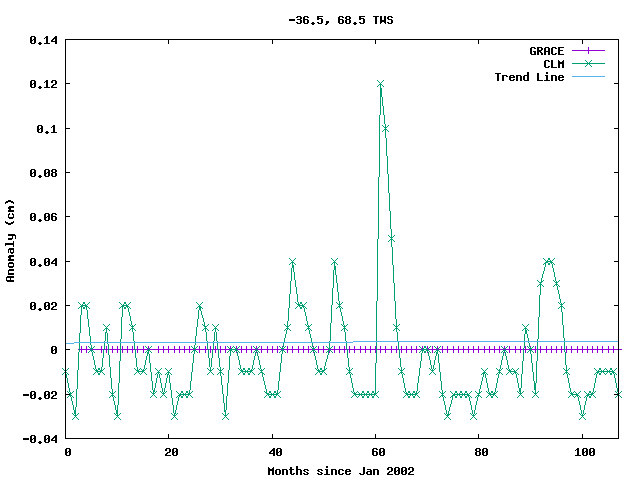 -36.5, 68.5 TWS
GRACE
CLM
Trend Line
0.14
0.12
0.1
0.08
0.06
0.04
0.02
0
-0.02
-0.04
Anomaly (cm)
0 20 40 60 80 100
Months since Jan 2002